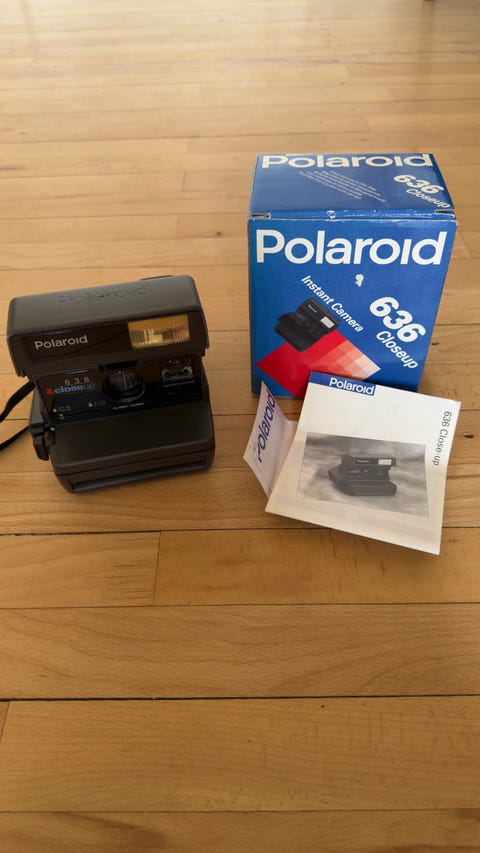 Polaroid
636
Closeup
Polaroid
Instant Camera
636
Closeup
Polaroid
Polaroid
636
closeup
Polaroid
Polaroid
636 Close-up